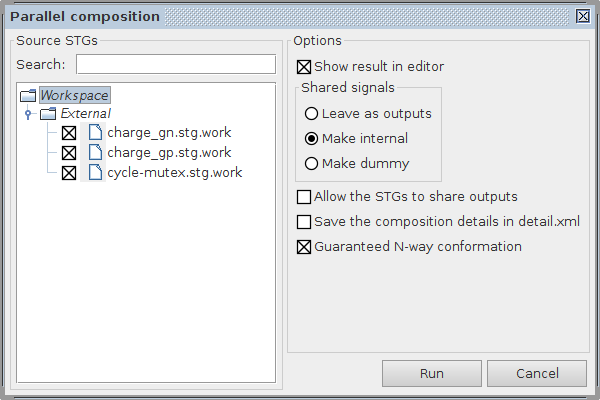 Parallel composition
Source STGs
Search:
Workspace
External
charge_gn.stg.work
charge_gp.stg.work
cycle-mutex.stg.work
Options
Show result in editor
Shared signals
Leave as outputs
Make internal
Make dummy
Allow the STGs to share outputs
Save the composition details in detail.xml
Guaranteed N-way conformation
Run
Cancel